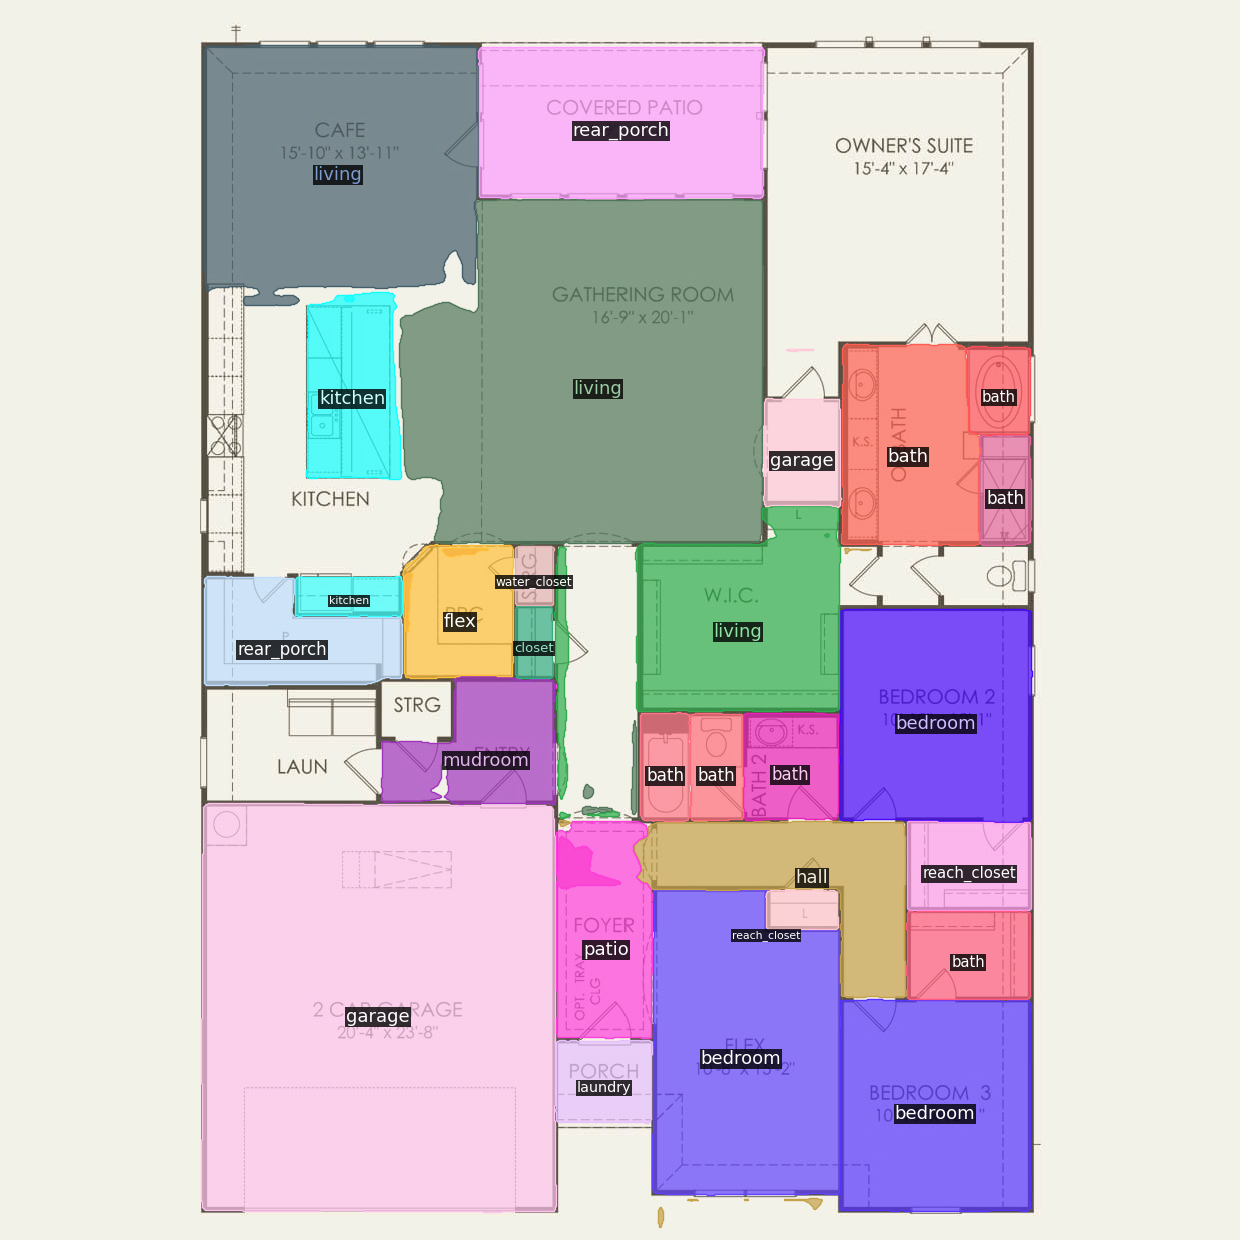 COVERED PATIO
rear_porch
CAFE
15'-10" x 13'-11"
living
OWNER'S SUITE
15'-4" x 17'-4"
GATHERING ROOM
16'-9" x 20'-1"
living
kitchen
KITCHEN
bath
K.S.
bath
bath
garage
L
water_closet
kitchen
flex
W.I.C.
living
closet
rear_porch
P
STRG
BEDROOM 2
bedroom
LAUN
ENTRY
mudroom
K.S.
bath
bath
bath
BATH 2
reach_closet
hall
L
reach_closet
FOYER
patio
OPT. TRAY
CLG
bath
2 CAR GARAGE
garage
20'-4" x 23'-8"
FLEX
bedroom
PORCH
laundry
BEDROOM 3
bedroom